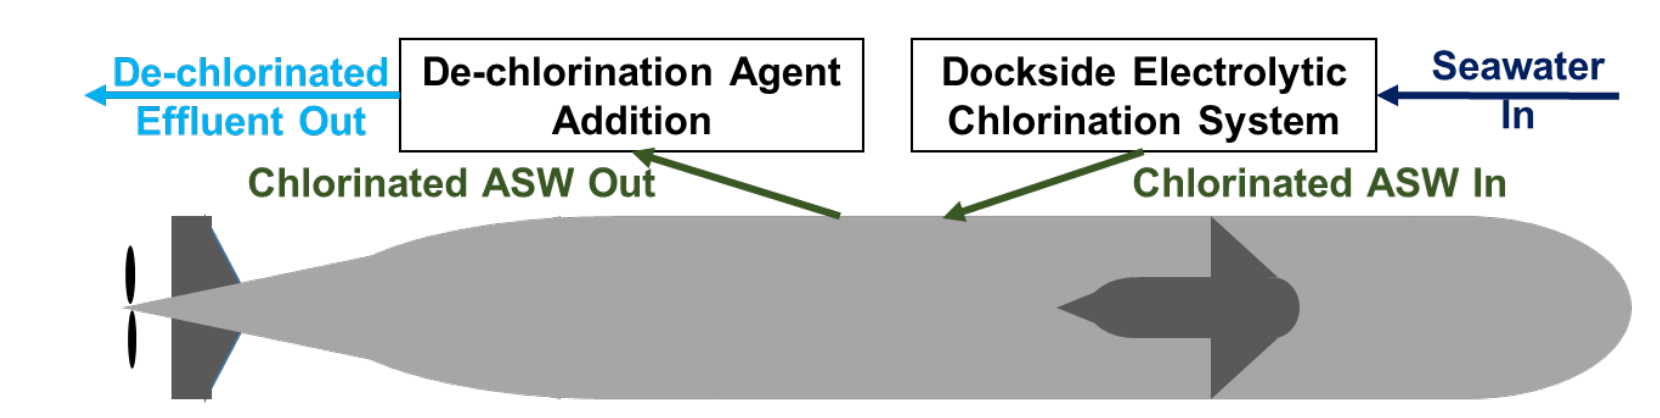 De-chlorinated
Effluent Out
De-chlorination Agent
Addition
Dockside Electrolytic
Chlorination System
Seawater
In
Chlorinated ASW Out
Chlorinated ASW In